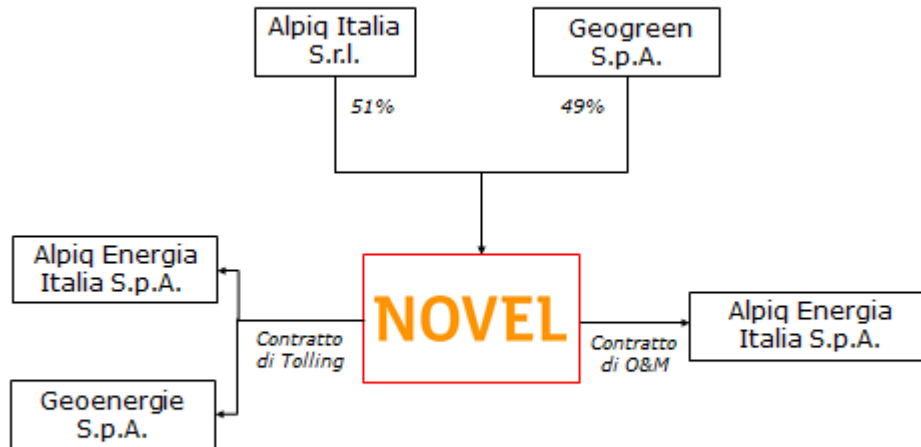 Alpiq Italia
S.r.l.
Geogreen
S.p.A.
51%
49%
Alpiq Energia
Italia S.p.A.
NOVEL
Alpiq Energia
Italia S.p.A.
Contratto
di Tolling
Contratto
di O&M
Geoenergie
S.p.A.